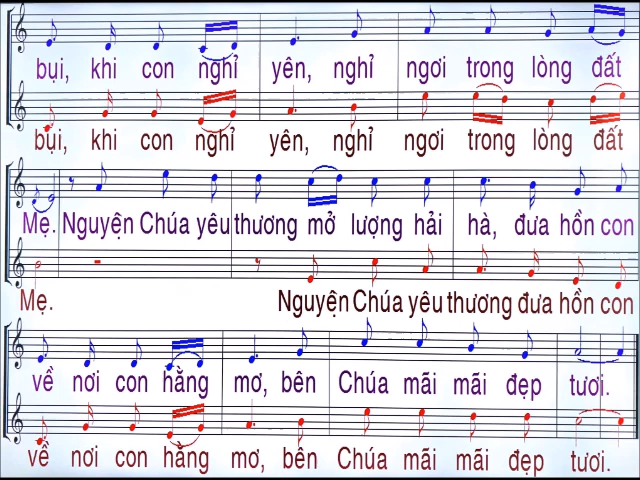 bụi, khi con nghỉ yên, nghỉ ngơi trong lòng đất
bụi, khi con nghỉ yên, nghỉ ngơi trong lòng đất
Mẹ. Nguyện Chúa yêu thương mở lượng hải hà, đưa hồn con
Mẹ. Nguyện Chúa yêu thương đưa hồn con
về nơi con hằng mơ, bên Chúa mãi mãi đẹp tươi.
về nơi con hằng mơ, bên Chúa mãi mãi đẹp tươi.